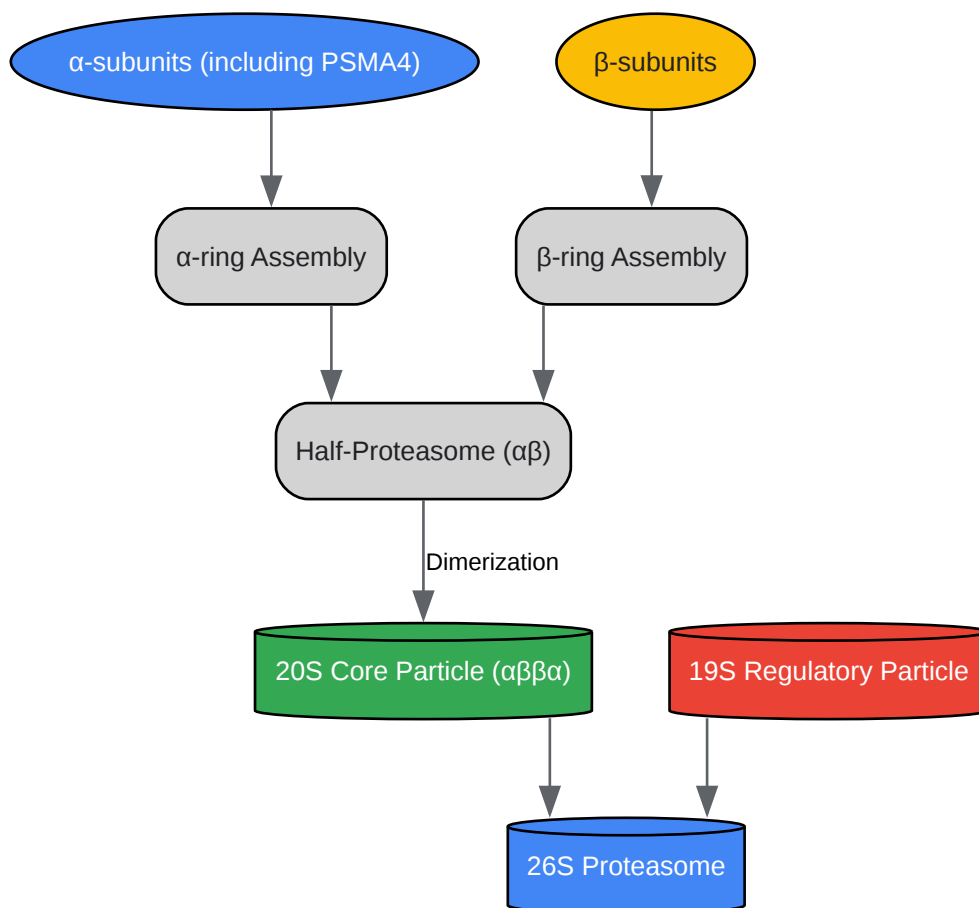 α-subunits (including PSMA4)
β-subunits
α-ring Assembly
β-ring Assembly
Half-Proteasome (αβ)
Dimerization
20S Core Particle (αββα)
19S Regulatory Particle
26S Proteasome